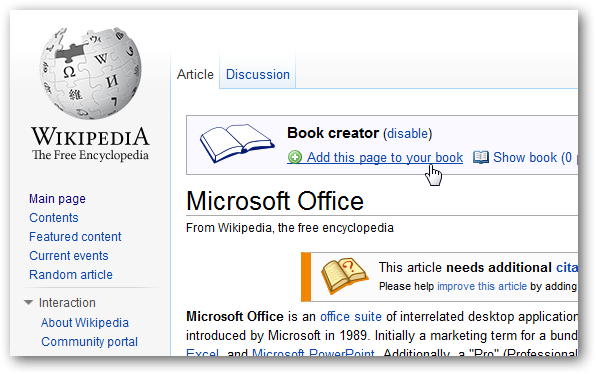 WIKIPEDIA
The Free Encyclopedia
Main page
Contents
Featured content
Current events
Random article
Interaction
About Wikipedia
Community portal
Article Discussion
Book creator (disable)
Add this page to your book Show book (0
Microsoft Office
From Wikipedia, the free encyclopedia
This article needs additional cita
Please help improve this article by adding
Microsoft Office is an office suite of interrelated desktop application
introduced by Microsoft in 1989. Initially a marketing term for a bund
Excel, and Microsoft PowerPoint. Additionally, a "Pro" (Professional